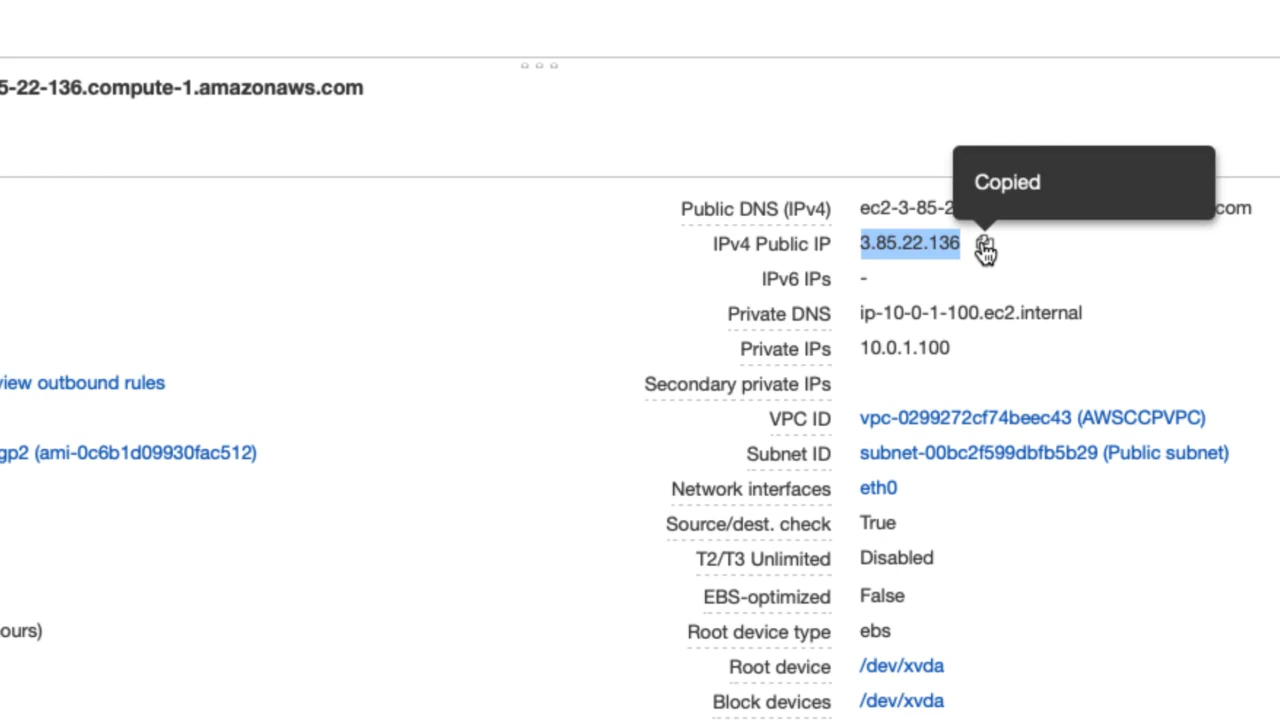 5-22-136.compute-1.amazonaws.com
Copied
Public DNS (IPv4) ec2-3-85-2 com
IPv4 Public IP 3.85.22.136
IPv6 IPs -
Private DNS ip-10-0-1-100.ec2.internal
Private IPs 10.0.1.100
view outbound rules
Secondary private IPs
VPC ID vpc-0299272cf74beec43 (AWSCCPVPC)
gp2 (ami-0c6b1d09930fac512)
Subnet ID subnet-00bc2f599dbfb5b29 (Public subnet)
Network interfaces eth0
Source/dest. check True
T2/T3 Unlimited Disabled
EBS-optimized False
ours)
Root device type ebs
Root device /dev/xvda
Block devices /dev/xvda